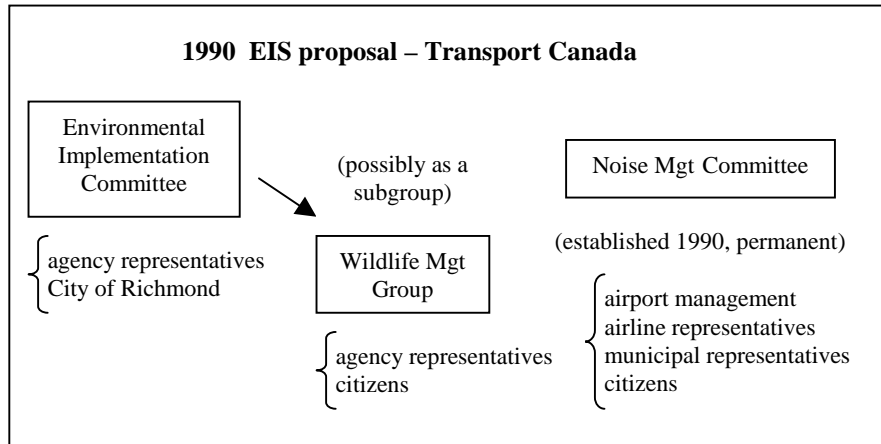 1990 EIS proposal – Transport Canada
Environmental
Implementation
Committee
agency representatives
City of Richmond
(possibly as a
subgroup)
Wildlife Mgt
Group
agency representatives
citizens
Noise Mgt Committee
(established 1990, permanent)
airport management
airline representatives
municipal representatives
citizens